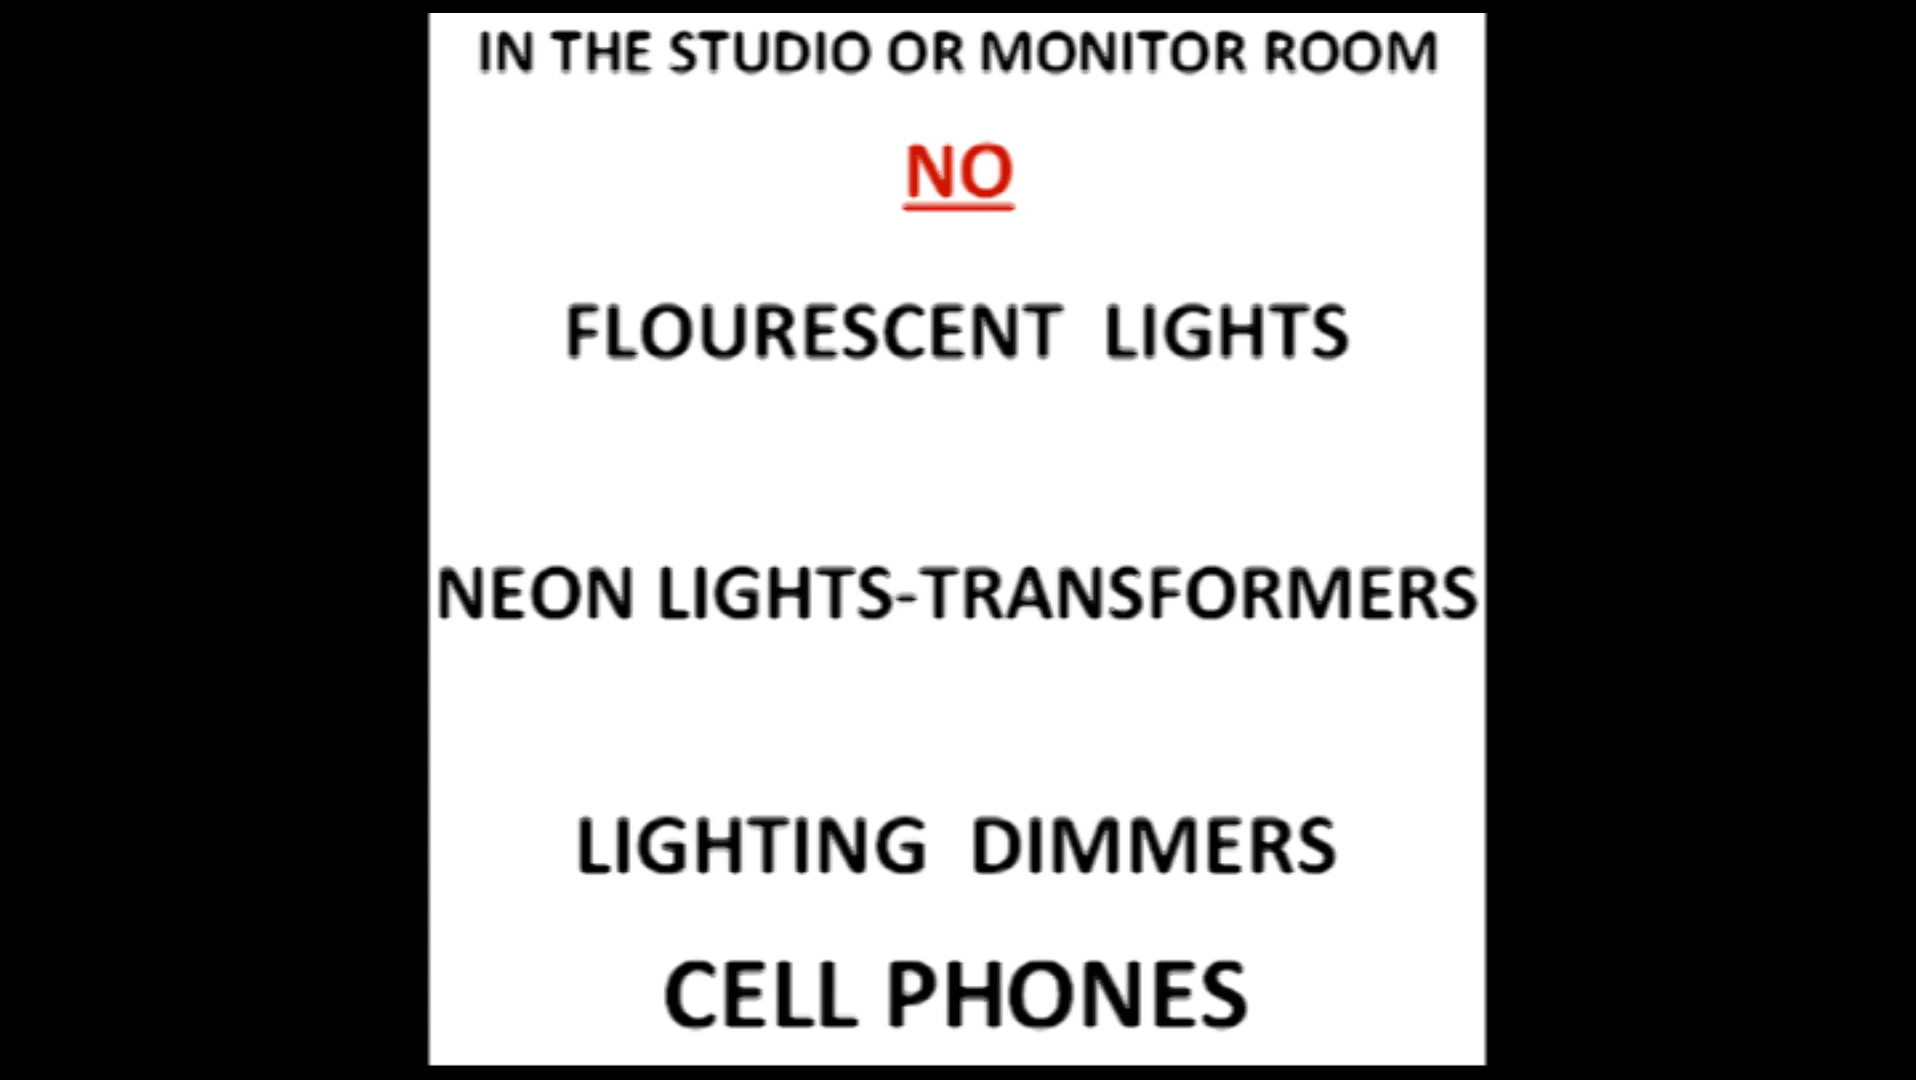 IN THE STUDIO OR MONITOR ROOM
NO
FLOURESCENT LIGHTS
NEON LIGHTS-TRANSFORMERS
LIGHTING DIMMERS
CELL PHONES